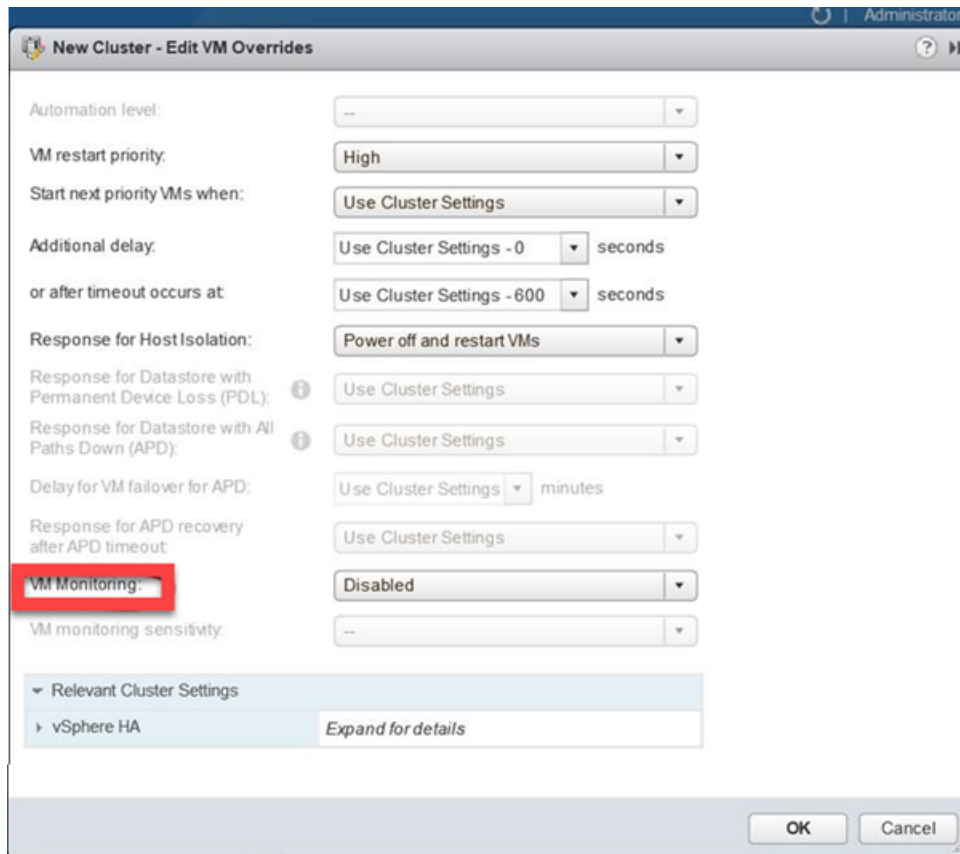 Administrator
New Cluster - Edit VM Overrides
Automation level: --
VM restart priority: High
Start next priority VMs when: Use Cluster Settings
Additional delay: Use Cluster Settings - 0 seconds
or after timeout occurs at: Use Cluster Settings - 600 seconds
Response for Host Isolation: Power off and restart VMs
Response for Datastore with
Permanent Device Loss (PDL): Use Cluster Settings
Response for Datastore with All
Paths Down (APD): Use Cluster Settings
Delay for VM failover for APD: Use Cluster Settings minutes
Response for APD recovery
after APD timeout: Use Cluster Settings
VM Monitoring: Disabled
VM monitoring sensitivity: --
Relevant Cluster Settings
vSphere HA Expand for details
OK Cancel